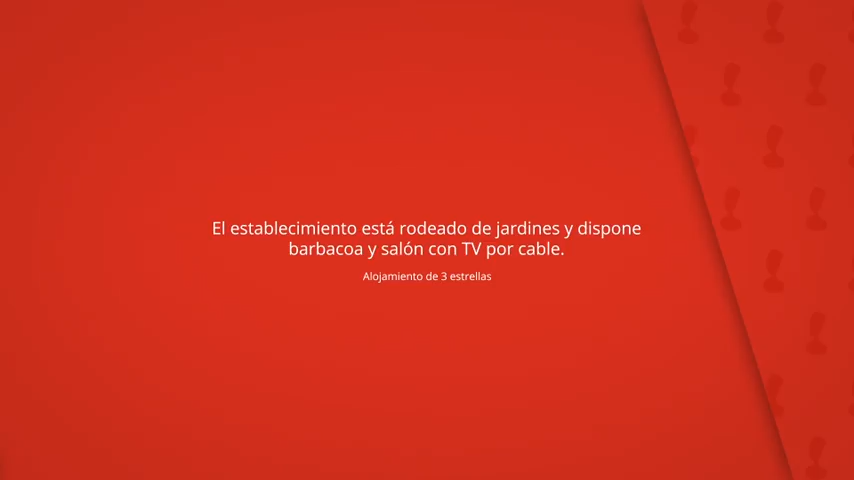 El establecimiento está rodeado de jardines y dispone
barbacoa y salón con TV por cable.
Alojamiento de 3 estrellas